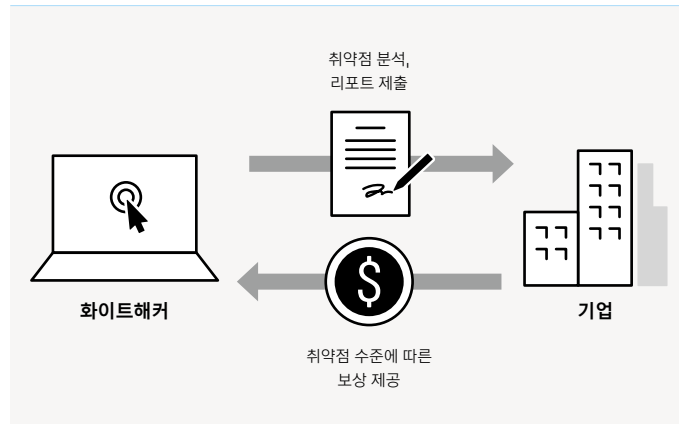 취약점 분석,
리포트 제출
화이트해커
기업
취약점 수준에 따른
보상 제공